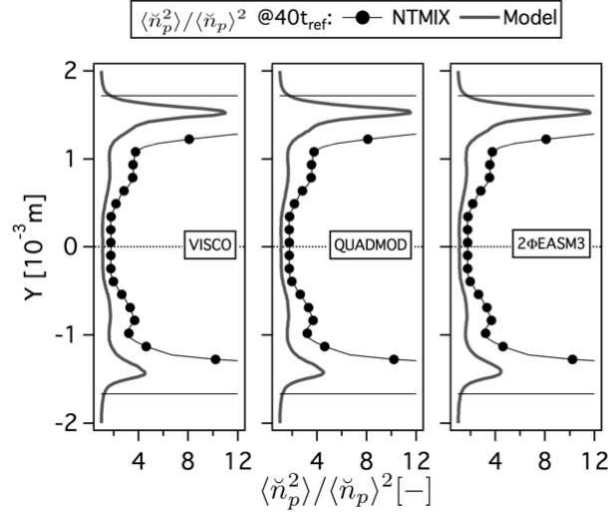 ⟨n̆ₚ²⟩/⟨n̆ₚ⟩² @40t_ref: NTMIX Model
2
1
0
-1
-2
Y [10⁻³m]
VISCO
QUADMOD
2ΦEASM3
4 8 12 4 8 12 4 8 12
⟨n̆ₚ²⟩/⟨n̆ₚ⟩² [−]